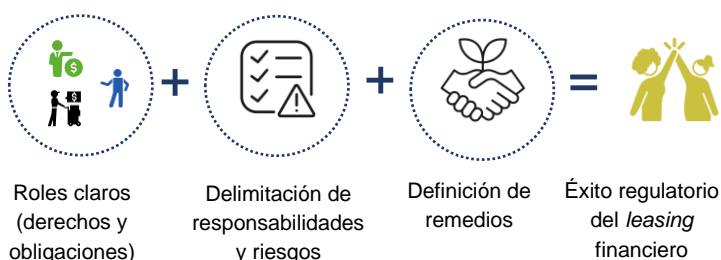 $
$
+
+
=
Roles claros
(derechos y
obligaciones)
Delimitación de
responsabilidades
y riesgos
Definición de
remedios
Éxito regulatorio
del leasing
financiero